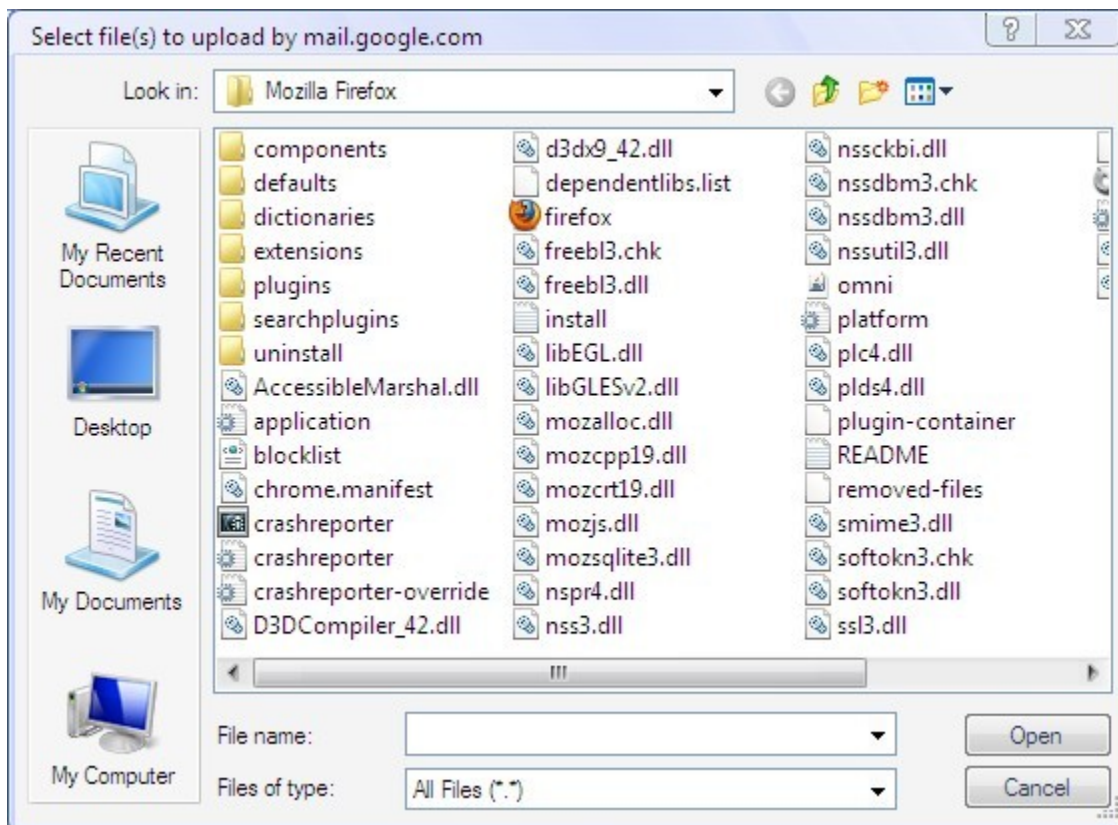 Select file(s) to upload by mail.google.com
Look in:
Mozilla Firefox
My Recent
Documents
Desktop
My Documents
My Computer
components
defaults
dictionaries
extensions
plugins
searchplugins
uninstall
AccessibleMarshal.dll
application
blocklist
chrome.manifest
crashreporter
crashreporter
crashreporter-override
D3DCompiler_42.dll
d3dx9_42.dll
dependentlibs.list
firefox
freebl3.chk
freebl3.dll
install
libEGL.dll
libGLESv2.dll
mozalloc.dll
mozcpp19.dll
mozcrt19.dll
mozjs.dll
mozsqlite3.dll
nspr4.dll
nss3.dll
nssckbi.dll
nssdbm3.chk
nssdbm3.dll
nssutil3.dll
omni
platform
plc4.dll
plds4.dll
plugin-container
README
removed-files
smime3.dll
softokn3.chk
softokn3.dll
ssl3.dll
File name:
Open
Files of type:
All Files (*.*)
Cancel